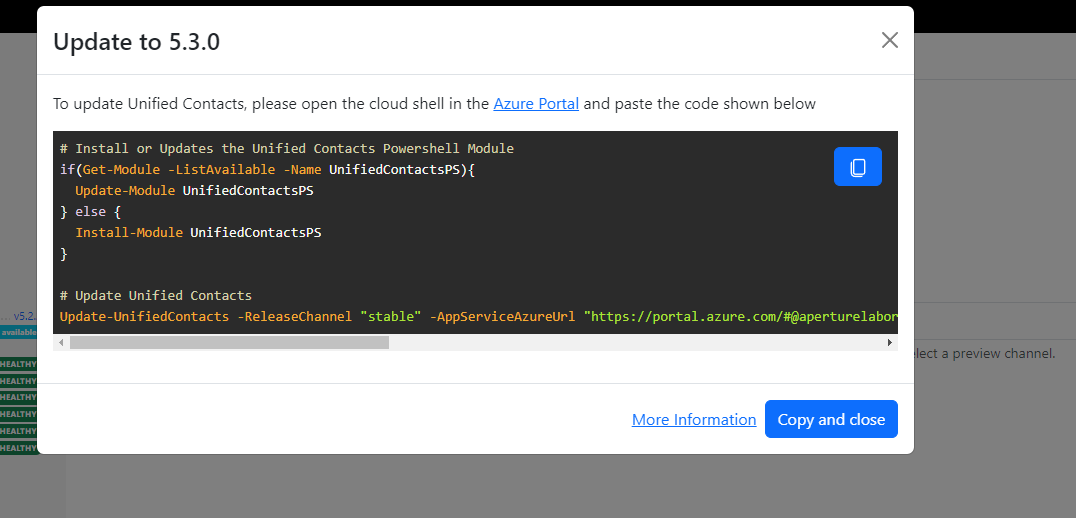 Update to 5.3.0
To update Unified Contacts, please open the cloud shell in the Azure Portal and paste the code shown below
# Install or Updates the Unified Contacts Powershell Module
if(Get-Module -ListAvailable -Name UnifiedContactsPS){
  Update-Module UnifiedContactsPS
} else {
  Install-Module UnifiedContactsPS
}
# Update Unified Contacts
Update-UnifiedContacts -ReleaseChannel "stable" -AppServiceAzureUrl "https://portal.azure.com/#@aperturelabor
... v5.2.
available
HEALTHY
HEALTHY
HEALTHY
HEALTHY
HEALTHY
HEALTHY
elect a preview channel.
More Information
Copy and close